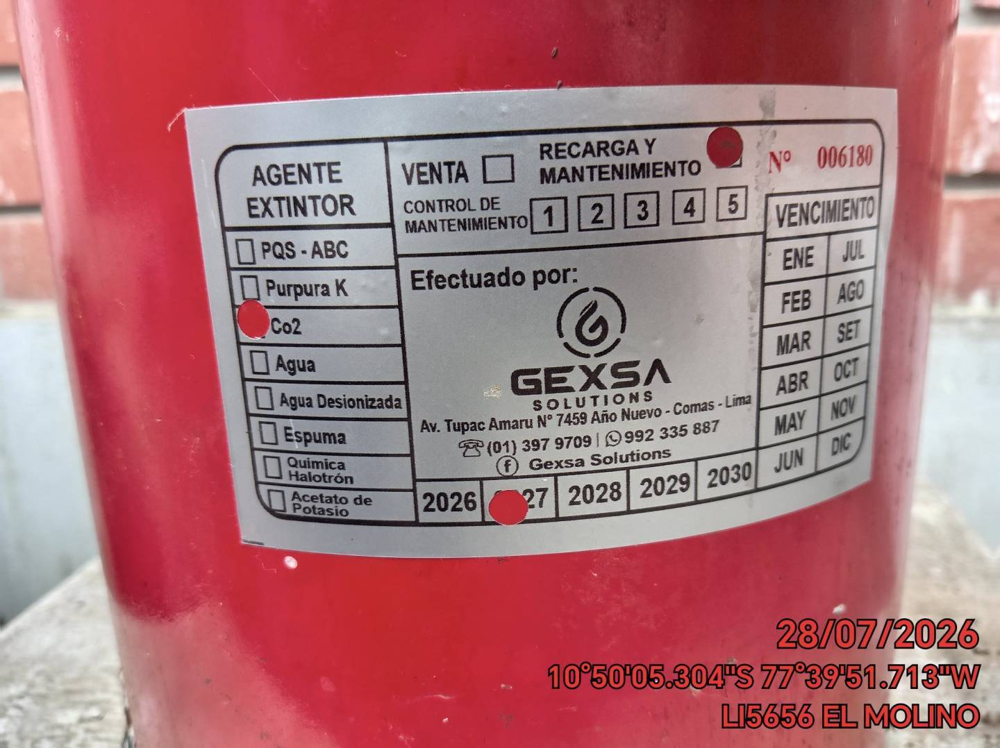 AGENTE
EXTINTOR
PQS - ABC
Purpura K
Co2
Agua
Agua Desionizada
Espuma
Quimica
Halotrón
Acetato de
Potasio
VENTA
RECARGA Y
MANTENIMIENTO
Nº 006180
CONTROL DE
MANTENIMIENTO 1 2 3 4 5
Efectuado por:
GEXSA
SOLUTIONS
Av. Tupac Amaru Nº 7459 Año Nuevo - Comas - Lima
(01) 397 9709 | 992 335 887
f Gexsa Solutions
2026 27 2028 2029 2030
VENCIMIENTO
ENE JUL
FEB AGO
MAR SET
ABR OCT
MAY NOV
JUN DIC
28/07/2026
10°50'05.304"S 77°39'51.713"W
LI5656 EL MOLINO